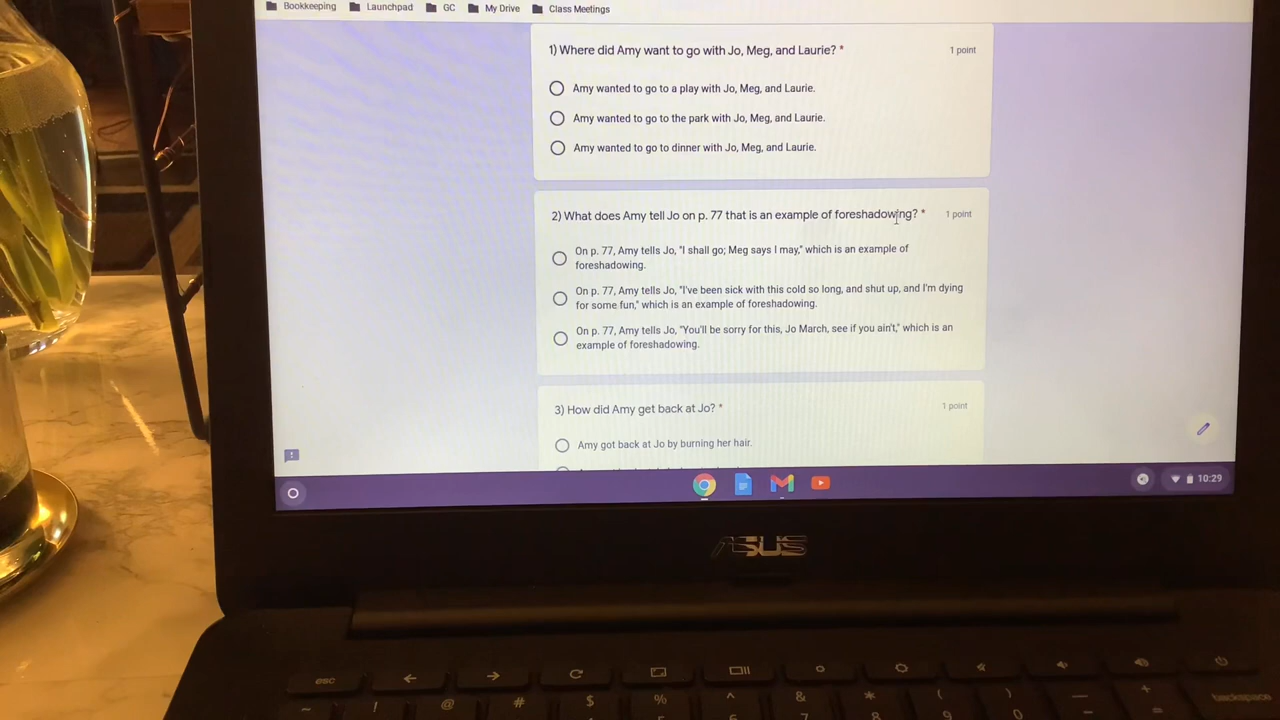 Bookkeeping Launchpad GC My Drive Class Meetings
1) Where did Amy want to go with Jo, Meg, and Laurie? * 1 point
Amy wanted to go to a play with Jo, Meg, and Laurie.
Amy wanted to go to the park with Jo, Meg, and Laurie.
Amy wanted to go to dinner with Jo, Meg, and Laurie.
2) What does Amy tell Jo on p. 77 that is an example of foreshadowing? * 1 point
On p. 77, Amy tells Jo, "I shall go; Meg says I may," which is an example of
foreshadowing.
On p. 77, Amy tells Jo, "I've been sick with this cold so long, and shut up, and I'm dying
for some fun," which is an example of foreshadowing.
On p. 77, Amy tells Jo, "You'll be sorry for this, Jo March, see if you ain't," which is an
example of foreshadowing.
3) How did Amy get back at Jo? * 1 point
Amy got back at Jo by burning her hair.
10:29
ASUS
esc
~ ! @ # $ % ^ & * ( ) — + backspace